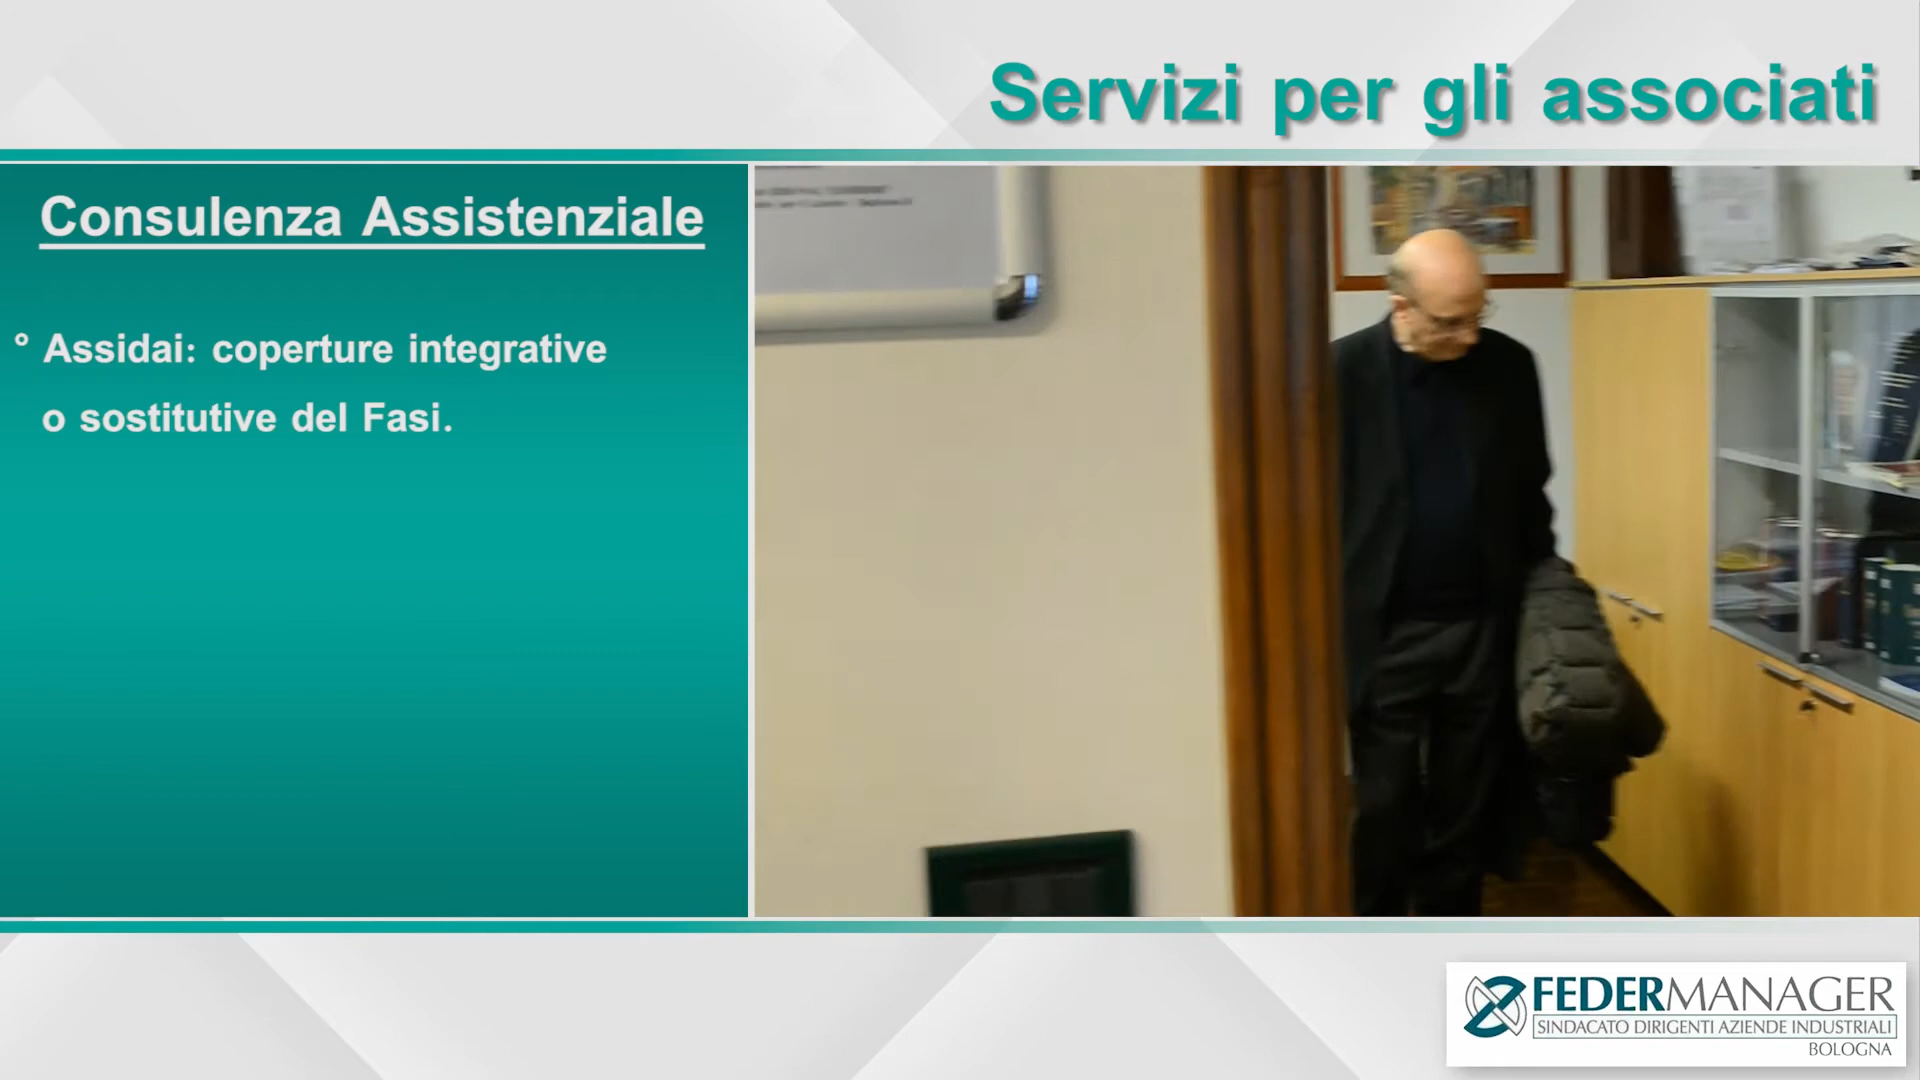 Servizi per gli associati
Consulenza Assistenziale
° Assidai: coperture integrative
o sostitutive del Fasi.
FEDERMANAGER
SINDACATO DIRIGENTI AZIENDE INDUSTRIALI
BOLOGNA